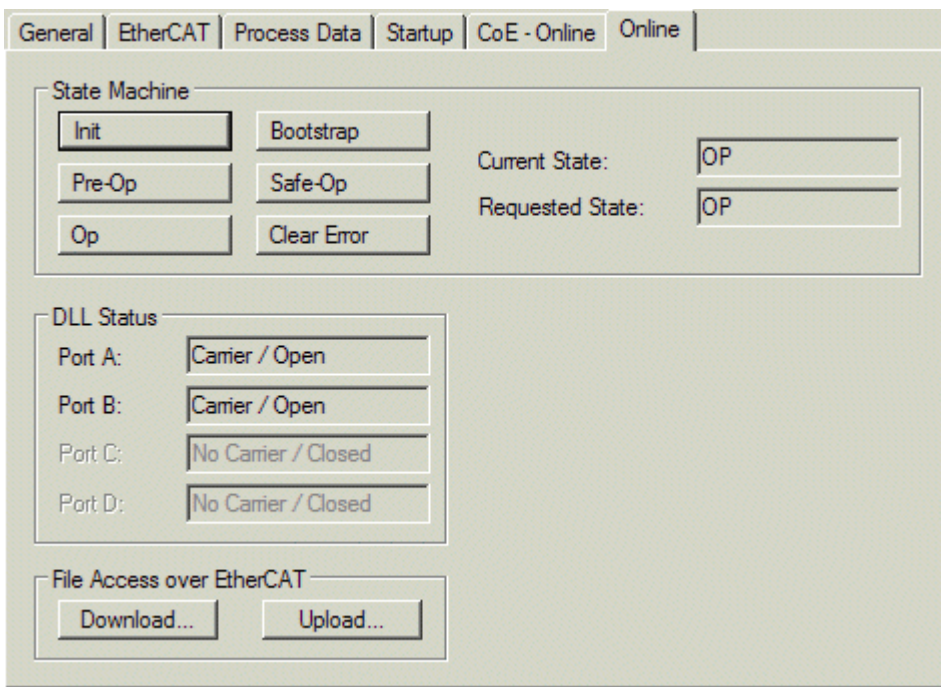 General EtherCAT Process Data Startup CoE - Online Online
State Machine
Init Bootstrap
Current State: OP
Pre-Op Safe-Op
Requested State: OP
Op Clear Error
DLL Status
Port A: Carrier / Open
Port B: Carrier / Open
Port C: No Carrier / Closed
Port D: No Carrier / Closed
File Access over EtherCAT
Download... Upload...